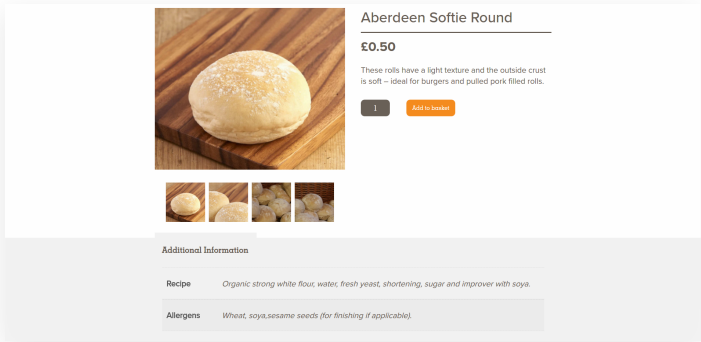 Aberdeen Softie Round
£0.50
These rolls have a light texture and the outside crust
is soft – ideal for burgers and pulled pork filled rolls.
1
Add to basket
Additional Information
Recipe Organic strong white flour, water, fresh yeast, shortening, sugar and improver with soya.
Allergens Wheat, soya,sesame seeds (for finishing if applicable).